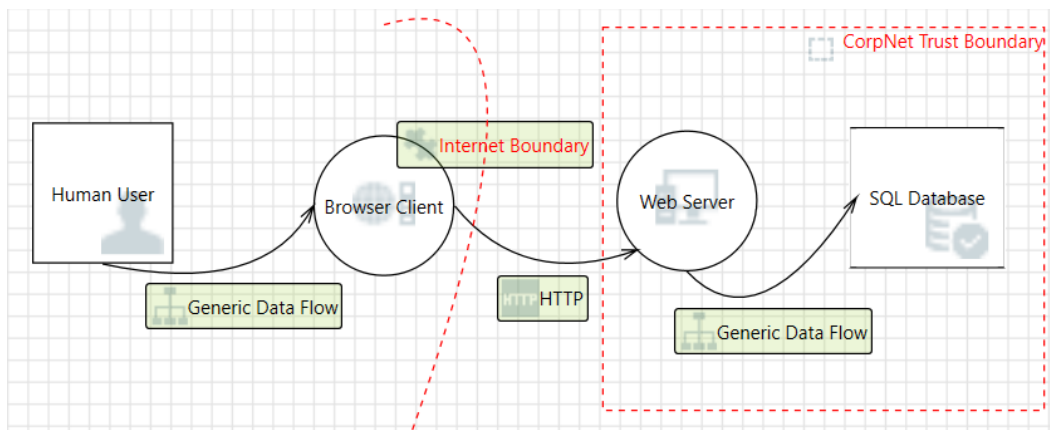 CorpNet Trust Boundary
Internet Boundary
Human User
Browser Client
Web Server
SQL Database
Generic Data Flow
HTTP HTTP
Generic Data Flow